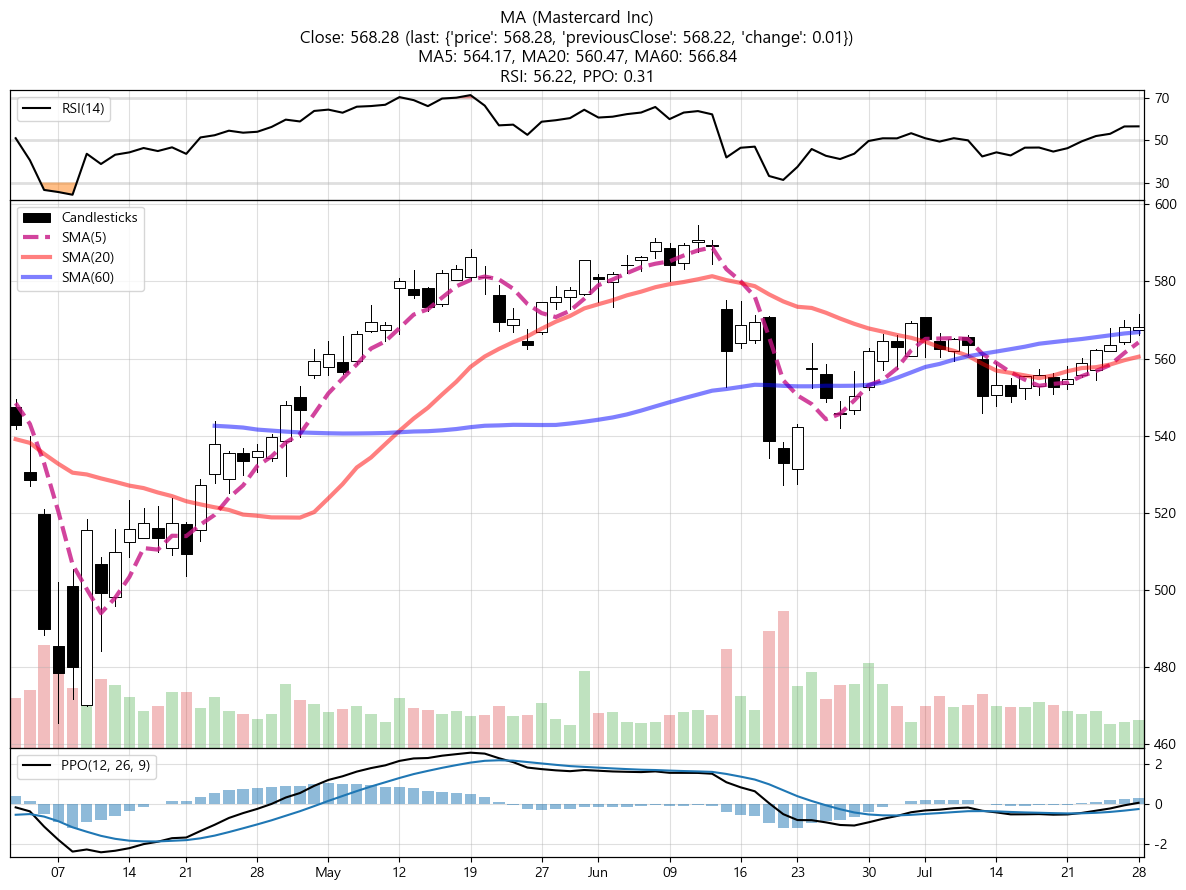 MA (Mastercard Inc)
Close: 568.28 (last: {'price': 568.28, 'previousClose': 568.22, 'change': 0.01})
MA5: 564.17, MA20: 560.47, MA60: 566.84
RSI: 56.22, PPO: 0.31
RSI(14)
70
50
30
Candlesticks
SMA(5)
SMA(20)
SMA(60)
600
580
560
540
520
500
480
460
PPO(12, 26, 9)
2
0
-2
07 14 21 28 May 12 19 27 Jun 09 16 23 Jul 14 21 28